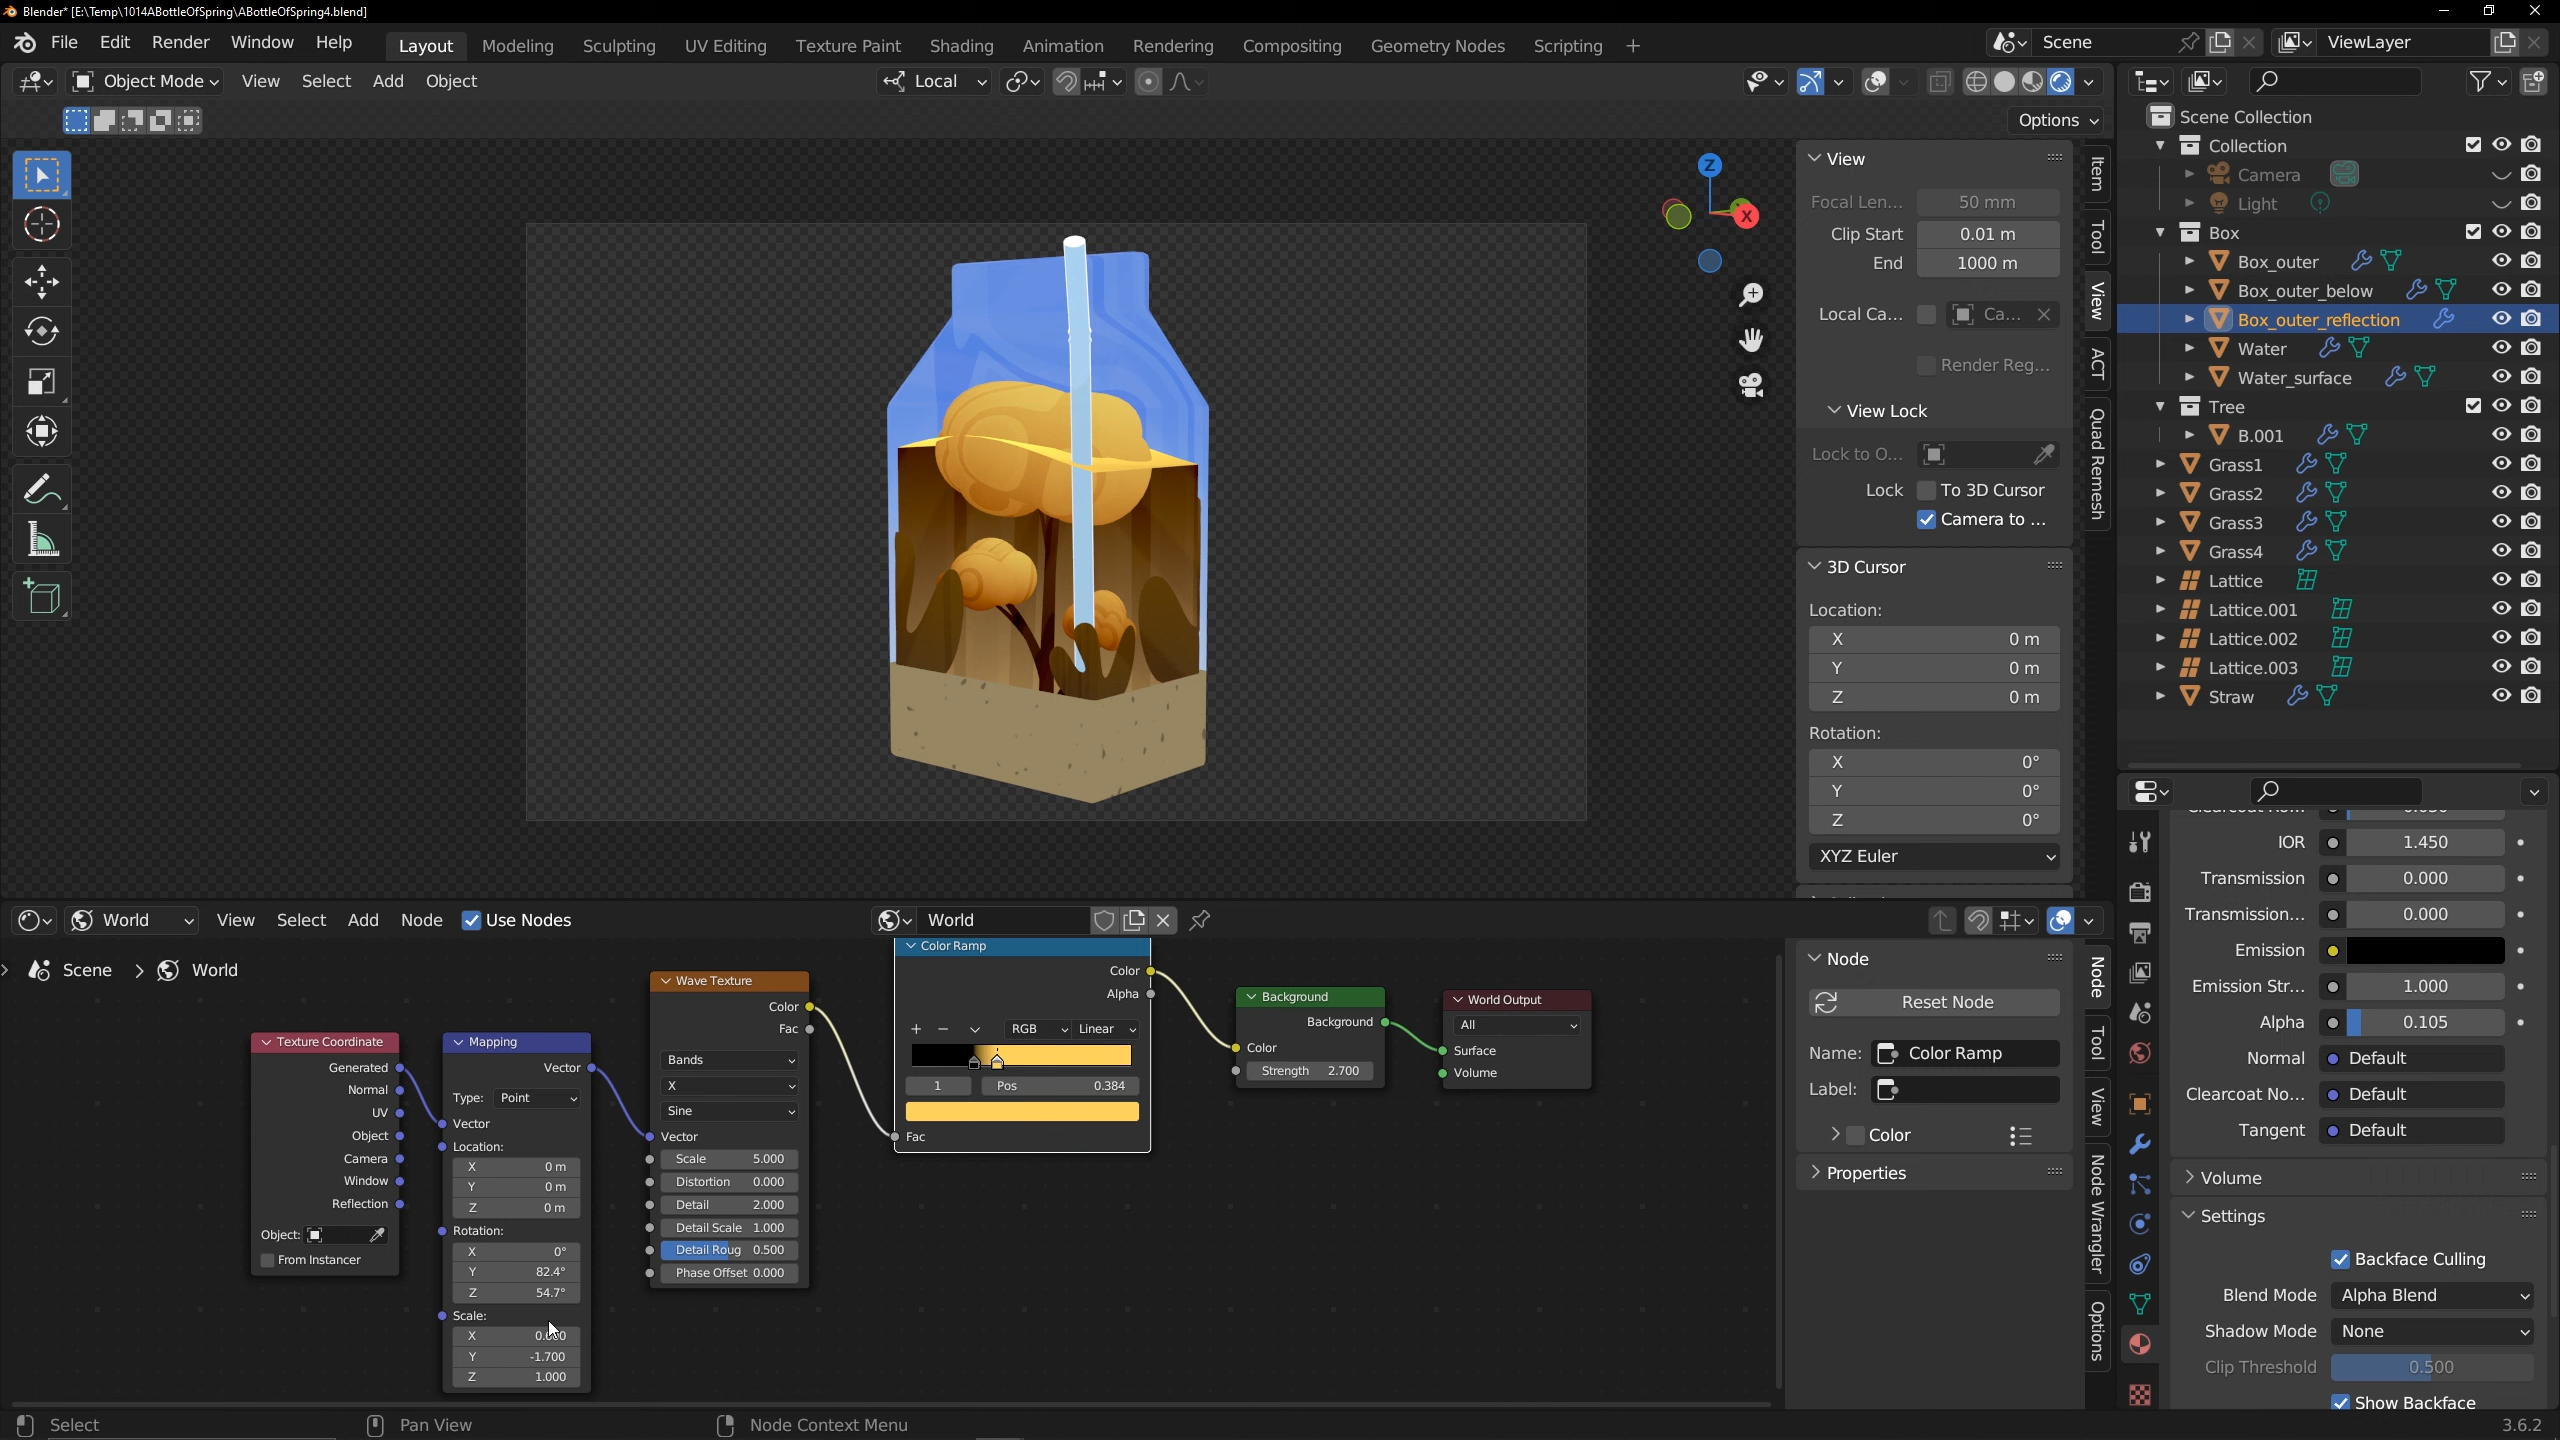 Blender* [E:\Temp\1014ABottleOfSpring\ABottleOfSpring4.blend]
File Edit Render Window Help Layout Modeling Sculpting UV Editing Texture Paint Shading Animation Rendering Compositing Geometry Nodes Scripting + Scene ViewLayer
Object Mode View Select Add Object Local
Options
View
Focal Len... 50 mm
Clip Start 0.01 m
End 1000 m
Local Ca... Ca...
Render Reg...
View Lock
Lock to O...
Lock To 3D Cursor
Camera to ...
3D Cursor
Location:
X 0 m
Y 0 m
Z 0 m
Rotation:
X 0°
Y 0°
Z 0°
XYZ Euler
Z
X
Item
Tool
View
ACT
Quad Remesh
Scene Collection
Collection
Camera
Light
Box
Box_outer
Box_outer_below
Box_outer_reflection
Water
Water_surface
Tree
B.001
Grass1
Grass2
Grass3
Grass4
Lattice
Lattice.001
Lattice.002
Lattice.003
Straw
IOR 1.450
Transmission 0.000
Transmission... 0.000
Emission
Emission Str... 1.000
Alpha 0.105
Normal Default
Clearcoat No... Default
Tangent Default
Volume
Settings
Backface Culling
Blend Mode Alpha Blend
Shadow Mode None
Clip Threshold 0.500
Show Backface
World View Select Add Node Use Nodes World
Scene > World
Texture Coordinate
Generated
Normal
UV
Object
Camera
Window
Reflection
Object:
From Instancer
Mapping
Vector
Type: Point
Vector
Location:
X 0 m
Y 0 m
Z 0 m
Rotation:
X 0°
Y 82.4°
Z 54.7°
Scale:
X
Y -1.700
Z 1.000
Wave Texture
Color
Fac
Bands
X
Sine
Vector
Scale 5.000
Distortion 0.000
Detail 2.000
Detail Scale 1.000
Detail Roug 0.500
Phase Offset 0.000
Color Ramp
Color
Alpha
+ − RGB Linear
1 Pos 0.384
Fac
Background
Background
Color
Strength 2.700
World Output
All
Surface
Volume
Node
Reset Node
Name: Color Ramp
Label:
Color
Properties
Node
Tool
View
Node Wrangler
Options
Select Pan View Node Context Menu 3.6.2